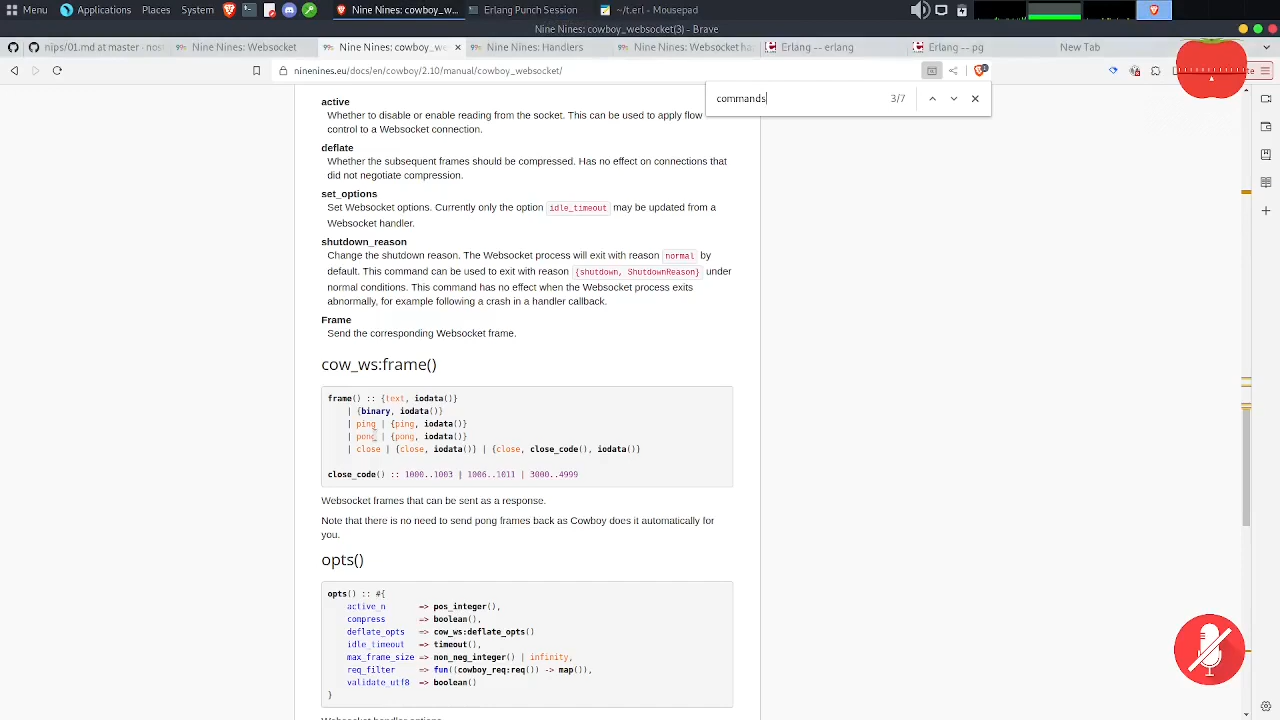 Menu Applications Places System Nine Nines: cowboy_w... Erlang Punch Session ~/t.erl - Mousepad
Nine Nines: cowboy_websocket(3) - Brave
nips/01.md at master · nos Nine Nines: Websocket Nine Nines: cowboy_we Nine Nines: Handlers Nine Nines: Websocket ha Erlang -- erlang Erlang -- pg New Tab
ninenines.eu/docs/en/cowboy/2.10/manual/cowboy_websocket/
commands 3/7
active
Whether to disable or enable reading from the socket. This can be used to apply flow
control to a Websocket connection.
deflate
Whether the subsequent frames should be compressed. Has no effect on connections that
did not negotiate compression.
set_options
Set Websocket options. Currently only the option idle_timeout may be updated from a
Websocket handler.
shutdown_reason
Change the shutdown reason. The Websocket process will exit with reason normal by
default. This command can be used to exit with reason {shutdown, ShutdownReason} under
normal conditions. This command has no effect when the Websocket process exits
abnormally, for example following a crash in a handler callback.
Frame
Send the corresponding Websocket frame.
cow_ws:frame()
frame() :: {text, iodata()}
| {binary, iodata()}
| ping | {ping, iodata()}
| pong | {pong, iodata()}
| close | {close, iodata()} | {close, close_code(), iodata()}
close_code() :: 1000..1003 | 1006..1011 | 3000..4999
Websocket frames that can be sent as a response.
Note that there is no need to send pong frames back as Cowboy does it automatically for
you.
opts()
opts() :: #{
active_n => pos_integer(),
compress => boolean(),
deflate_opts => cow_ws:deflate_opts()
idle_timeout => timeout(),
max_frame_size => non_neg_integer() | infinity,
req_filter => fun((cowboy_req:req()) -> map()),
validate_utf8 => boolean()
}